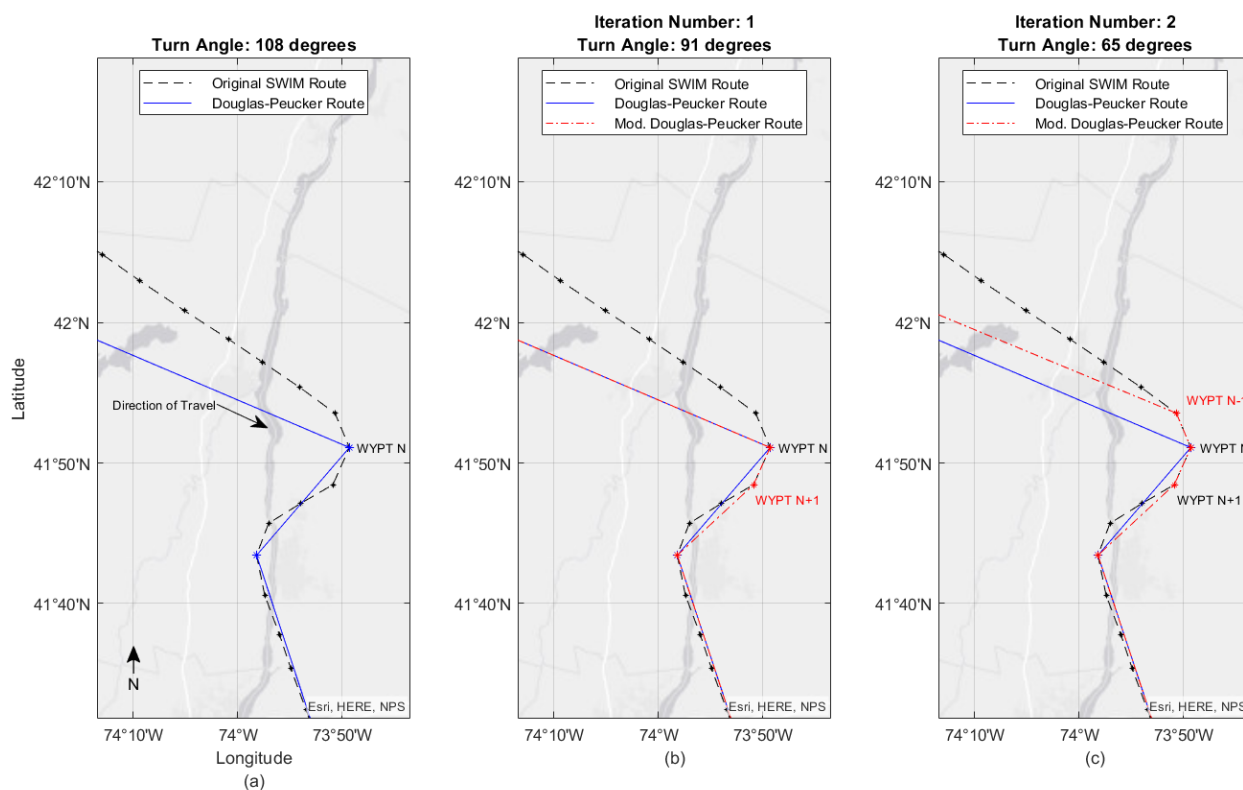 Turn Angle: 108 degrees
Original SWIM Route
Douglas-Peucker Route
42°10'N
42°N
41°50'N
41°40'N
Latitude
Direction of Travel
WYPT N
N
Esri, HERE, NPS
74°10'W 74°W 73°50'W
Longitude
(a)
Iteration Number: 1
Turn Angle: 91 degrees
Original SWIM Route
Douglas-Peucker Route
Mod. Douglas-Peucker Route
42°10'N
42°N
41°50'N
41°40'N
WYPT N
WYPT N+1
Esri, HERE, NPS
74°10'W 74°W 73°50'W
(b)
Iteration Number: 2
Turn Angle: 65 degrees
Original SWIM Route
Douglas-Peucker Route
Mod. Douglas-Peucker Route
42°10'N
42°N
41°50'N
41°40'N
WYPT N-1
WYPT N
WYPT N+1
Esri, HERE, NPS
74°10'W 74°W 73°50'W
(c)